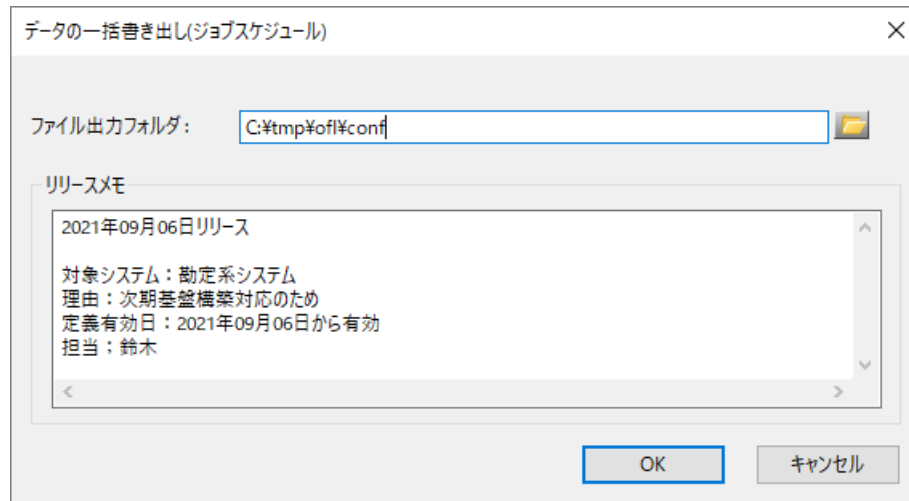 データの一括書き出し(ジョブスケジュール)
ファイル出力フォルダ：
C:¥tmp¥ofl¥conf
リリースメモ
2021年09月06日リリース
対象システム：勘定系システム
理由：次期基盤構築対応のため
定義有効日：2021年09月06日から有効
担当；鈴木
OK
キャンセル